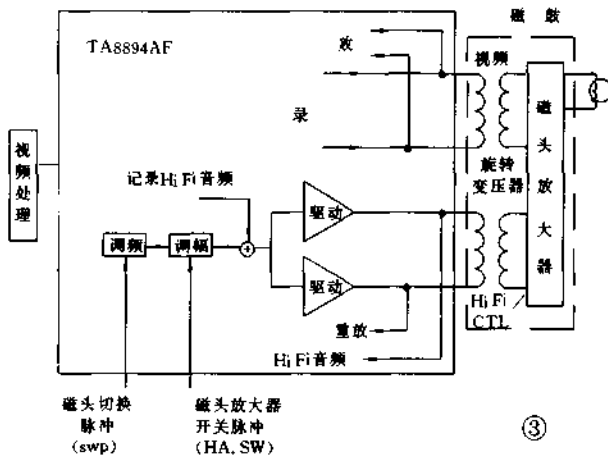 磁 鼓
TA8894AF
放
视频
录
磁头放大器
视频处理
旋转
变压器
记录Hi Fi音频
调频
调幅
驱动
驱动
Hi Fi
CTL
重放
Hi Fi音频
磁头切换
脉冲
(swp)
磁头放大器
开关脉冲
(HA, SW)
③